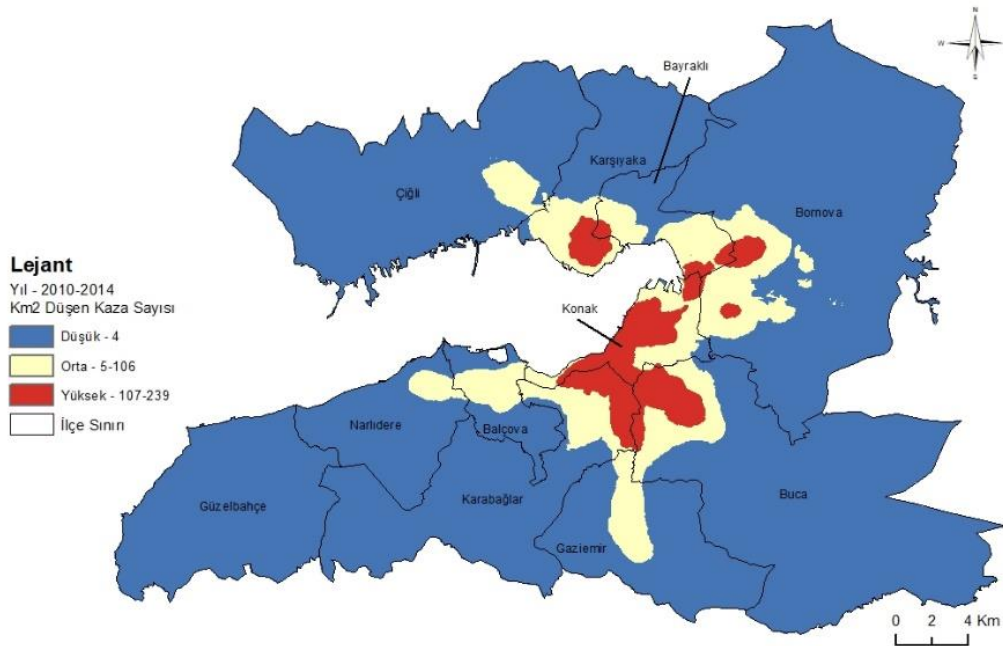 N
W
E
S
Bayraklı
Karşıyaka
Çiğli
Bornova
Lejant
Yıl - 2010-2014
Km2 Düşen Kaza Sayısı
Düşük - 4
Orta - 5-106
Yüksek - 107-239
İlçe Sınırı
Konak
Narlıdere
Balçova
Güzelbahçe
Karabağlar
Buca
Gaziemir
0 2 4 Km